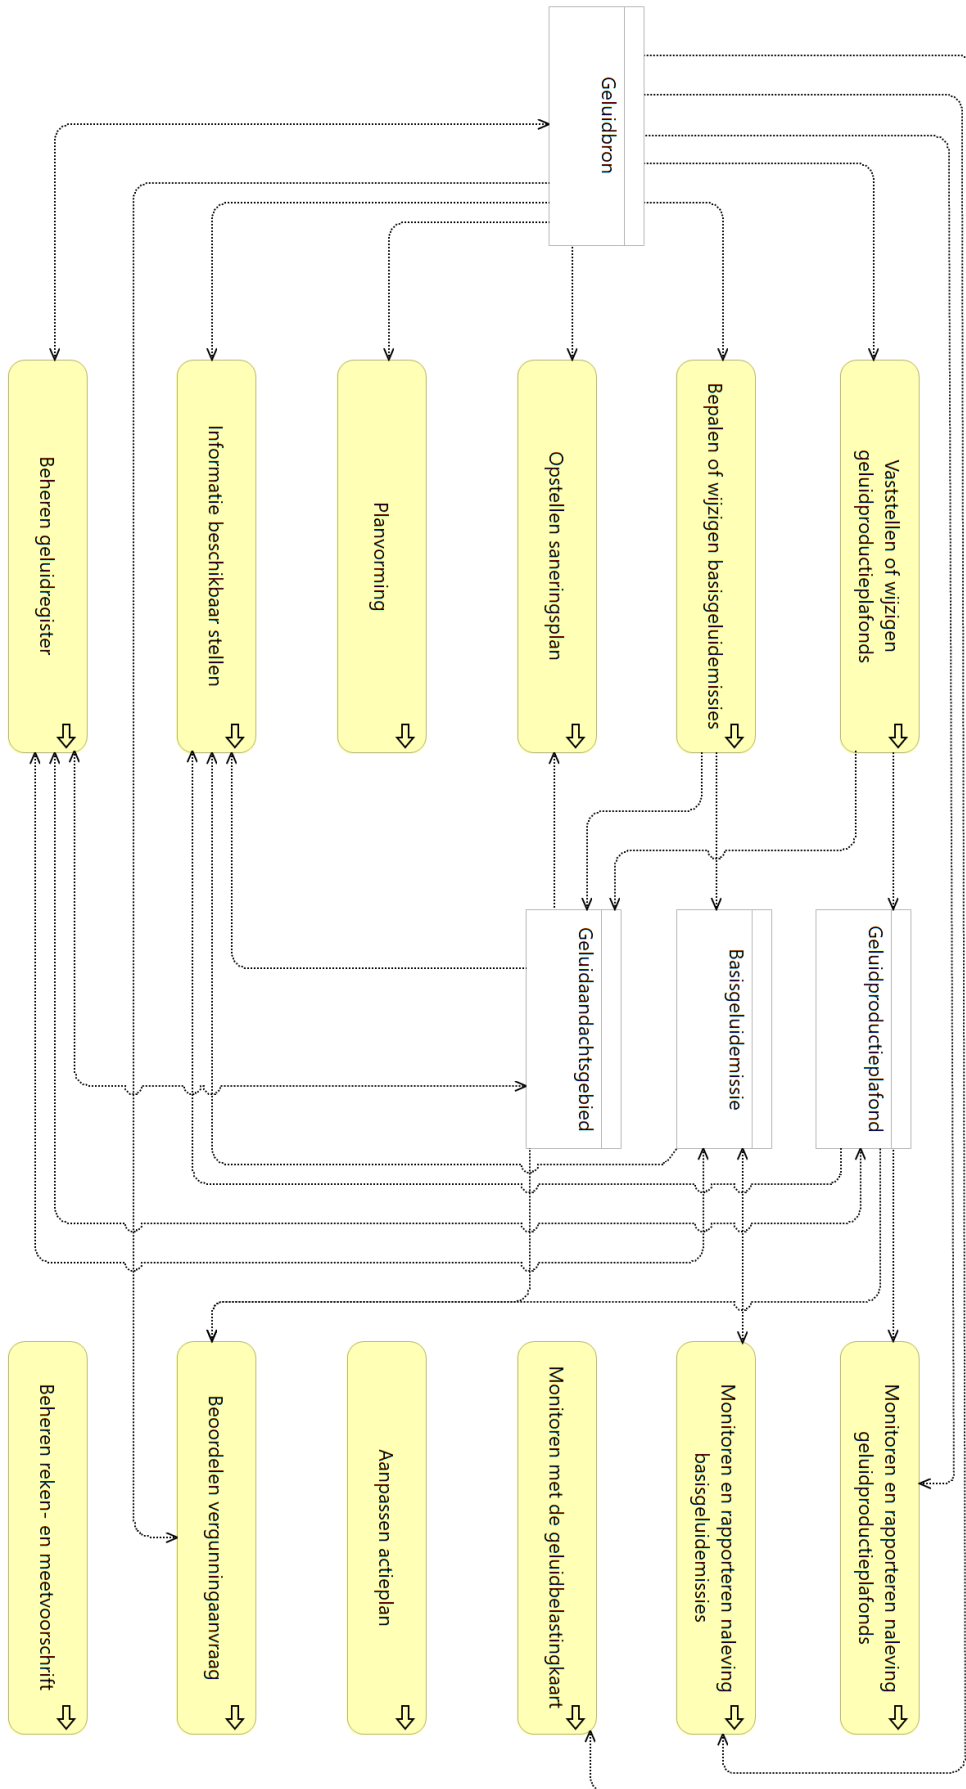 Geluidbron
Vaststellen of wijzigen
geluidproductieplafonds
Bepalen of wijzigen basisgeluidemissies
Opstellen saneringsplan
Planvorming
Informatie beschikbaar stellen
Beheren geluidregister
Geluidproductieplafond
Basisgeluidemissie
Geluidaandachtsgebied
Monitoren en rapporteren naleving
geluidproductieplafonds
Monitoren en rapporteren naleving
basisgeluidemissies
Monitoren met de geluidbelastingkaart
Aanpassen actieplan
Beoordelen vergunningaanvraag
Beheren reken- en meetvoorschrift